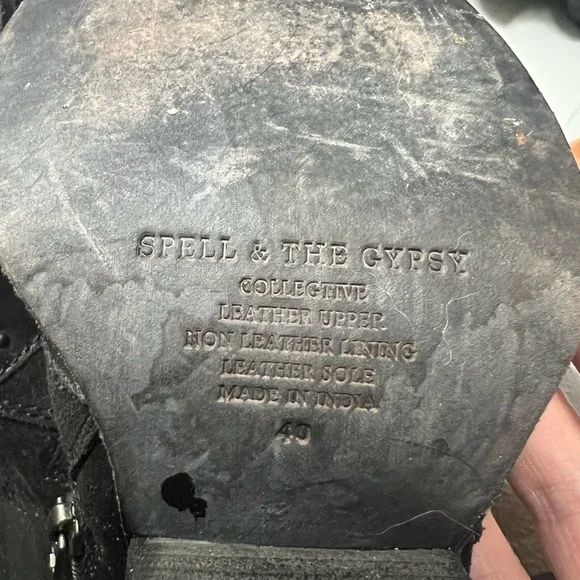 SPELL & THE GYPSY
COLLECTIVE
LEATHER UPPER
NON LEATHER LINING
LEATHER SOLE
MADE IN INDIA
40